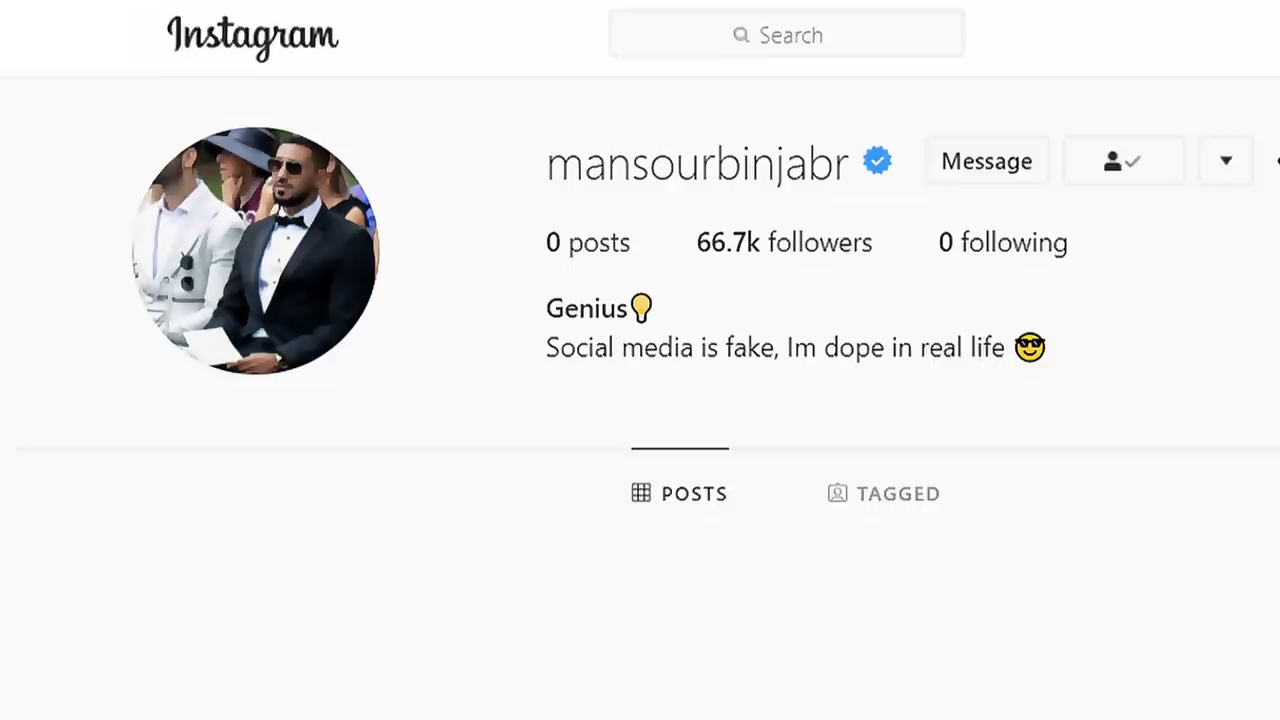 Instagram
Search
mansourbinjabr
Message
0 posts 66.7k followers 0 following
Genius💡
Social media is fake, Im dope in real life 😎
POSTS TAGGED